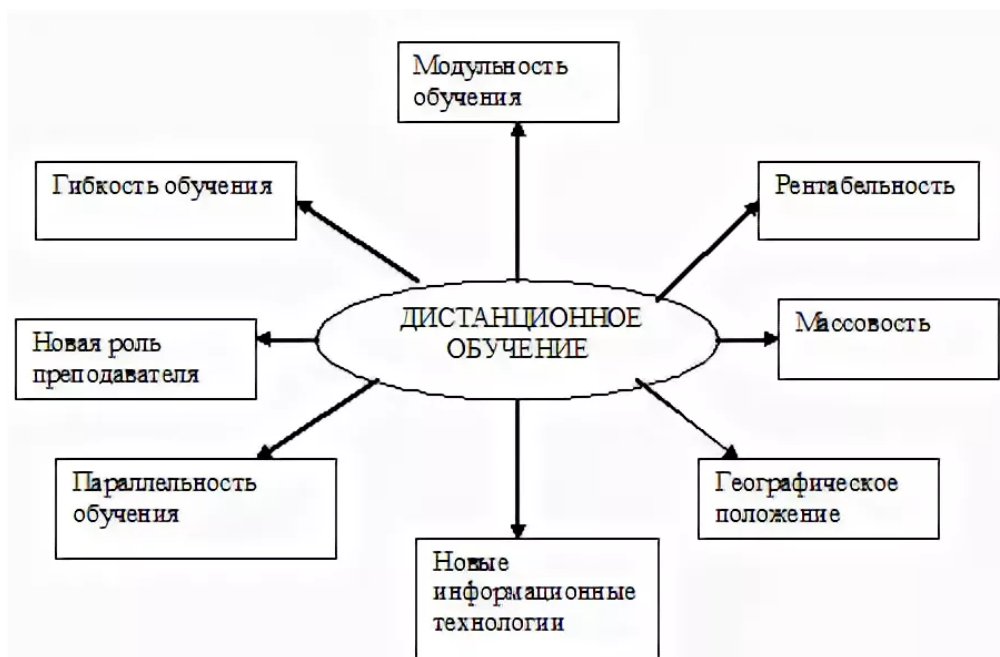 Модульность
обучения
Гибкость обучения
Рентабельность
ДИСТАНЦИОННОЕ
ОБУЧЕНИЕ
Новая роль
преподавателя
Массовость
Параллельность
обучения
Географическое
положение
Новые
информационные
технологии